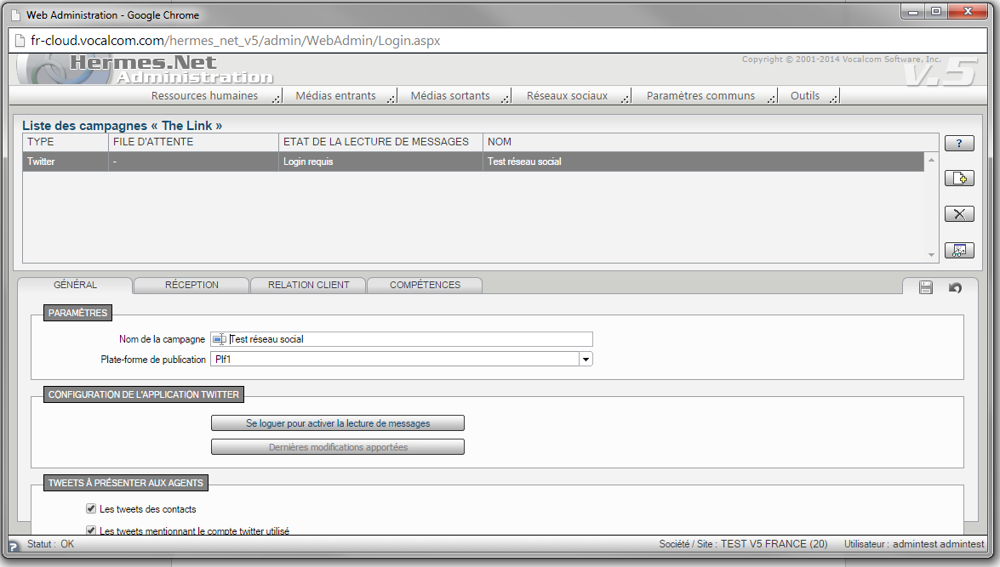 Web Administration - Google Chrome
fr-cloud.vocalcom.com/hermes_net_v5/admin/WebAdmin/Login.aspx
Hermes.Net
Administration
Copyright © 2001-2014 Vocalcom Software, Inc.
V.5
Ressources humaines Médias entrants Médias sortants Réseaux sociaux Paramètres communs Outils
Liste des campagnes « The Link »
TYPE FILE D'ATTENTE ETAT DE LA LECTURE DE MESSAGES NOM
Twitter - Login requis Test réseau social
?
GÉNÉRAL RÉCEPTION RELATION CLIENT COMPÉTENCES
PARAMÈTRES
Nom de la campagne Test réseau social
Plate-forme de publication Plf1
CONFIGURATION DE L'APPLICATION TWITTER
Se loguer pour activer la lecture de messages
Dernières modifications apportées
TWEETS À PRÉSENTER AUX AGENTS
Les tweets des contacts
Les tweets mentionnant le compte twitter utilisé
? Statut : OK Société / Site : TEST V5 FRANCE (20) Utilisateur : admintest admintest